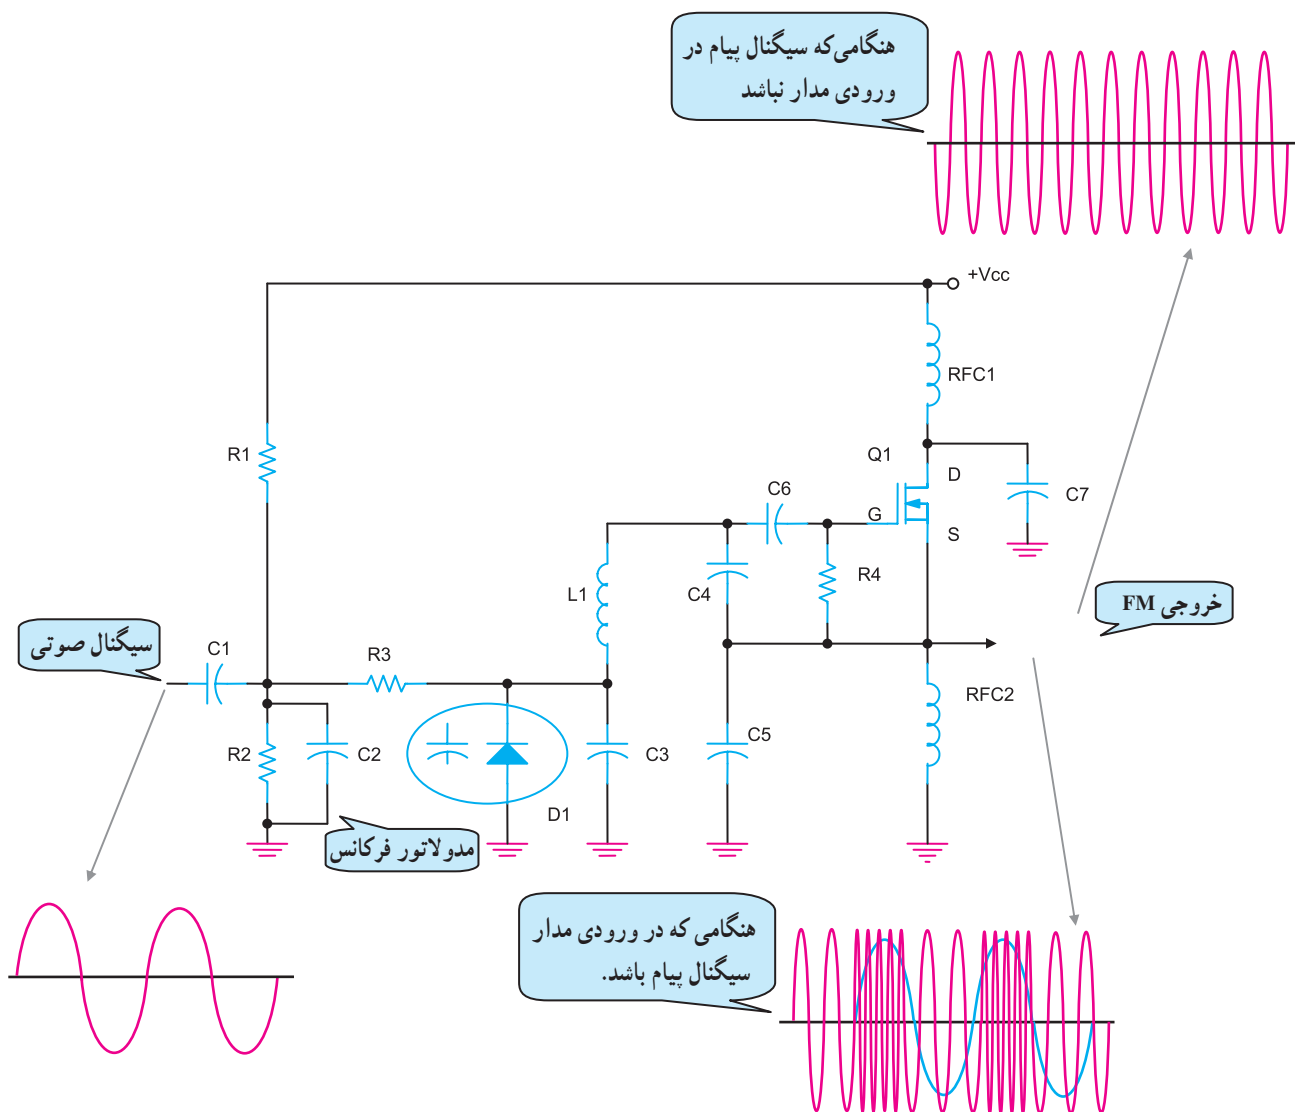 هنگامی‌که سیگنال پیام در
ورودی مدار نباشد
+Vcc
RFC1
R1
Q1
D
C6
C7
G
S
R4
L1
C4
خروجی FM
سیگنال صوتی
C1
R3
RFC2
R2
C2
C3
C5
D1
مدولاتور فرکانس
هنگامی که در ورودی مدار
سیگنال پیام باشد.